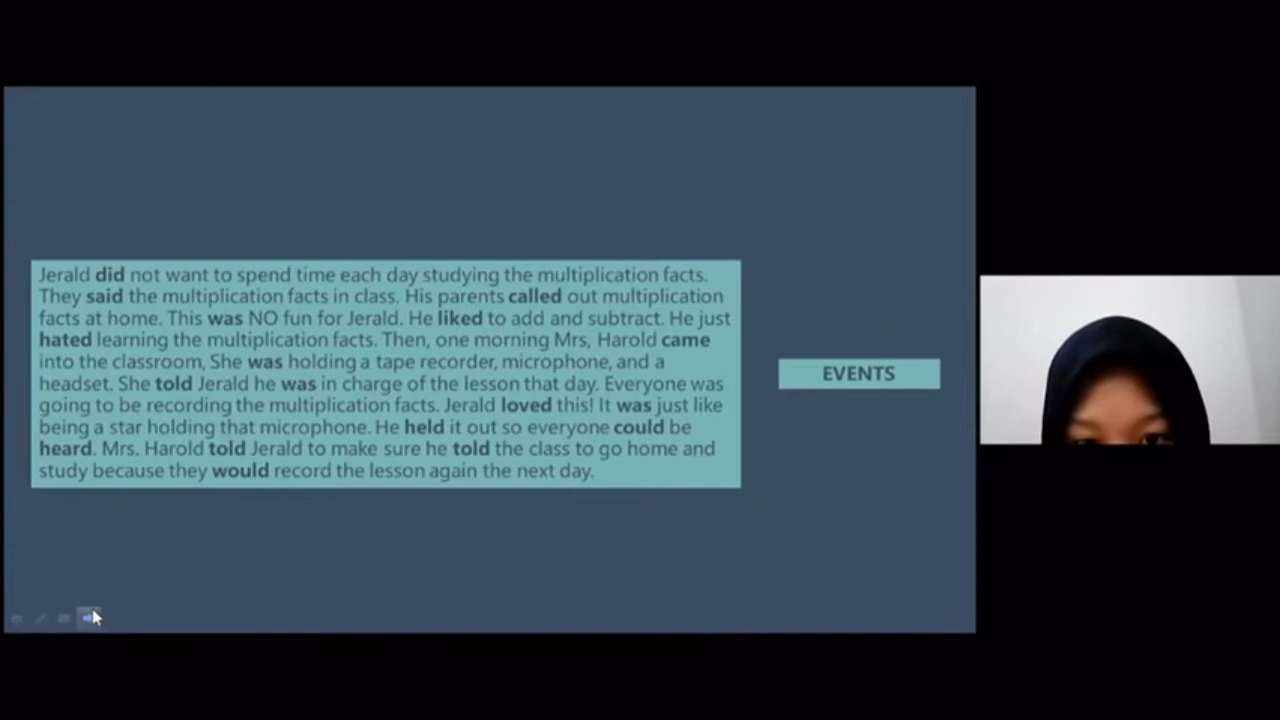 Jerald did not want to spend time each day studying the multiplication facts.
They said the multiplication facts in class. His parents called out multiplication
facts at home. This was NO fun for Jerald. He liked to add and subtract. He just
hated learning the multiplication facts. Then, one morning Mrs, Harold came
into the classroom, She was holding a tape recorder, microphone, and a
headset. She told Jerald he was in charge of the lesson that day. Everyone was
going to be recording the multiplication facts. Jerald loved this! It was just like
being a star holding that microphone. He held it out so everyone could be
heard. Mrs. Harold told Jerald to make sure he told the class to go home and
study because they would record the lesson again the next day.
EVENTS